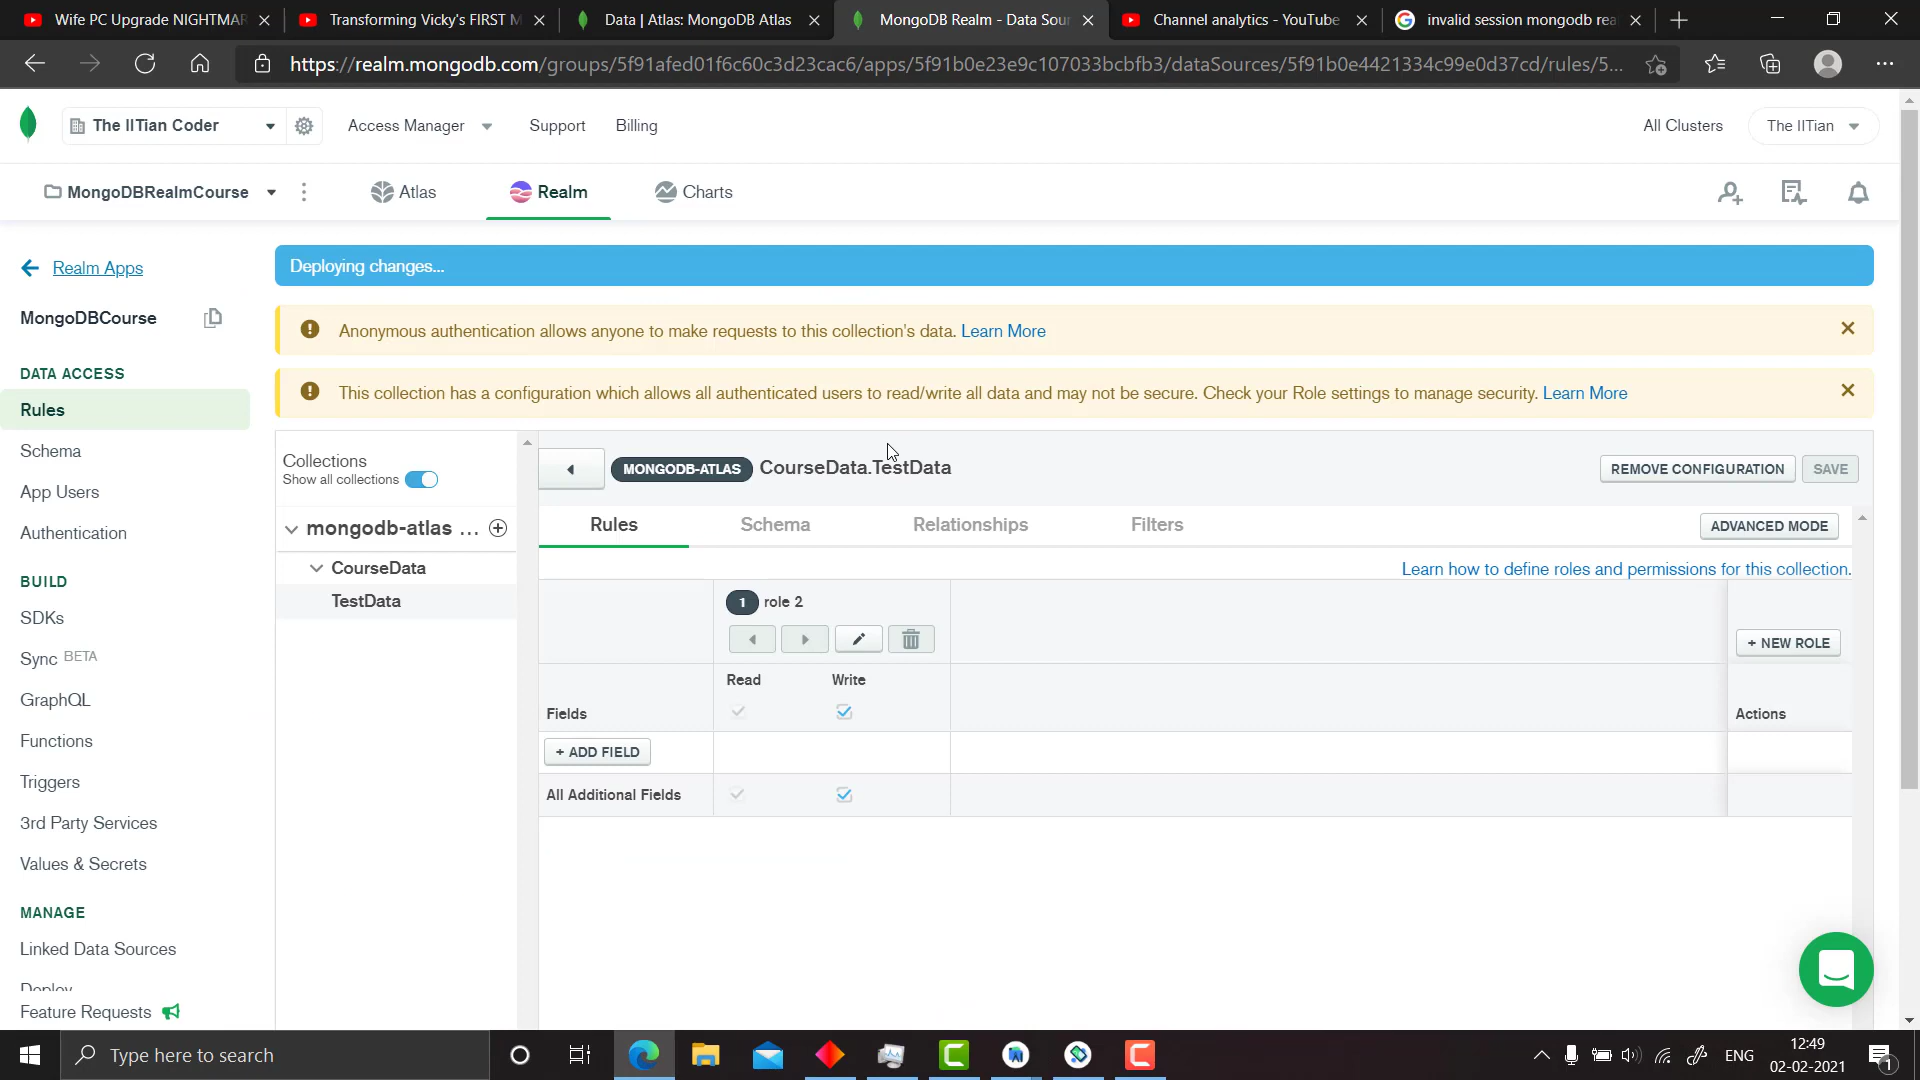 Wife PC Upgrade NIGHTMAR
Transforming Vicky's FIRST M
Data | Atlas: MongoDB Atlas
MongoDB Realm - Data Sou
Channel analytics - YouTube
invalid session mongodb rea
https://realm.mongodb.com/groups/5f91afed01f6c60c3d23cac6/apps/5f91b0e23e9c107033bcbfb3/dataSources/5f91b0e4421334c99e0d37cd/rules/5...
The IITian Coder
Access Manager
Support
Billing
All Clusters
The IITian
MongoDBRealmCourse
Atlas
Realm
Charts
Realm Apps
MongoDBCourse
DATA ACCESS
Rules
Schema
App Users
Authentication
BUILD
SDKs
Sync BETA
GraphQL
Functions
Triggers
3rd Party Services
Values & Secrets
MANAGE
Linked Data Sources
Deploy
Feature Requests
Deploying changes...
Anonymous authentication allows anyone to make requests to this collection's data. Learn More
This collection has a configuration which allows all authenticated users to read/write all data and may not be secure. Check your Role settings to manage security. Learn More
Collections
Show all collections
mongodb-atlas ...
CourseData
TestData
MONGODB-ATLAS CourseData.TestData
REMOVE CONFIGURATION
SAVE
Rules
Schema
Relationships
Filters
ADVANCED MODE
Learn how to define roles and permissions for this collection.
1 role 2
+ NEW ROLE
Read
Write
Fields
Actions
+ ADD FIELD
All Additional Fields
Type here to search
ENG
12:49
02-02-2021
1